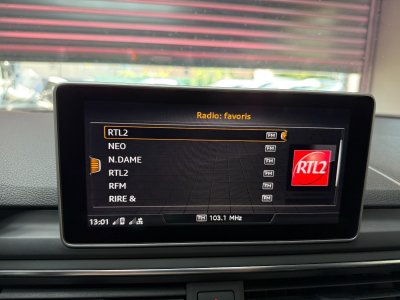 Radio: favoris
RTL2 FM
NEO FM
N.DAME FM
RTL2 FM
RFM FM
RIRE & FM
RTL2
13:01 FM 103.1 MHz